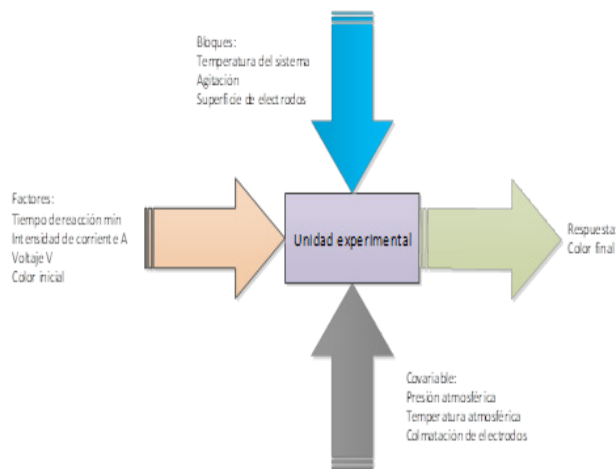 Bloques:
Temperatura del sistema
Agitación
Superficie de electrodos
Factores:
Tiempo de reacción min
Intensidad de corriente A
Voltaje V
Color inicial
Unidad experimental
Respuesta:
Color final
Covariable:
Presión atmosférica
Temperatura atmosférica
Colmatación de electrodos